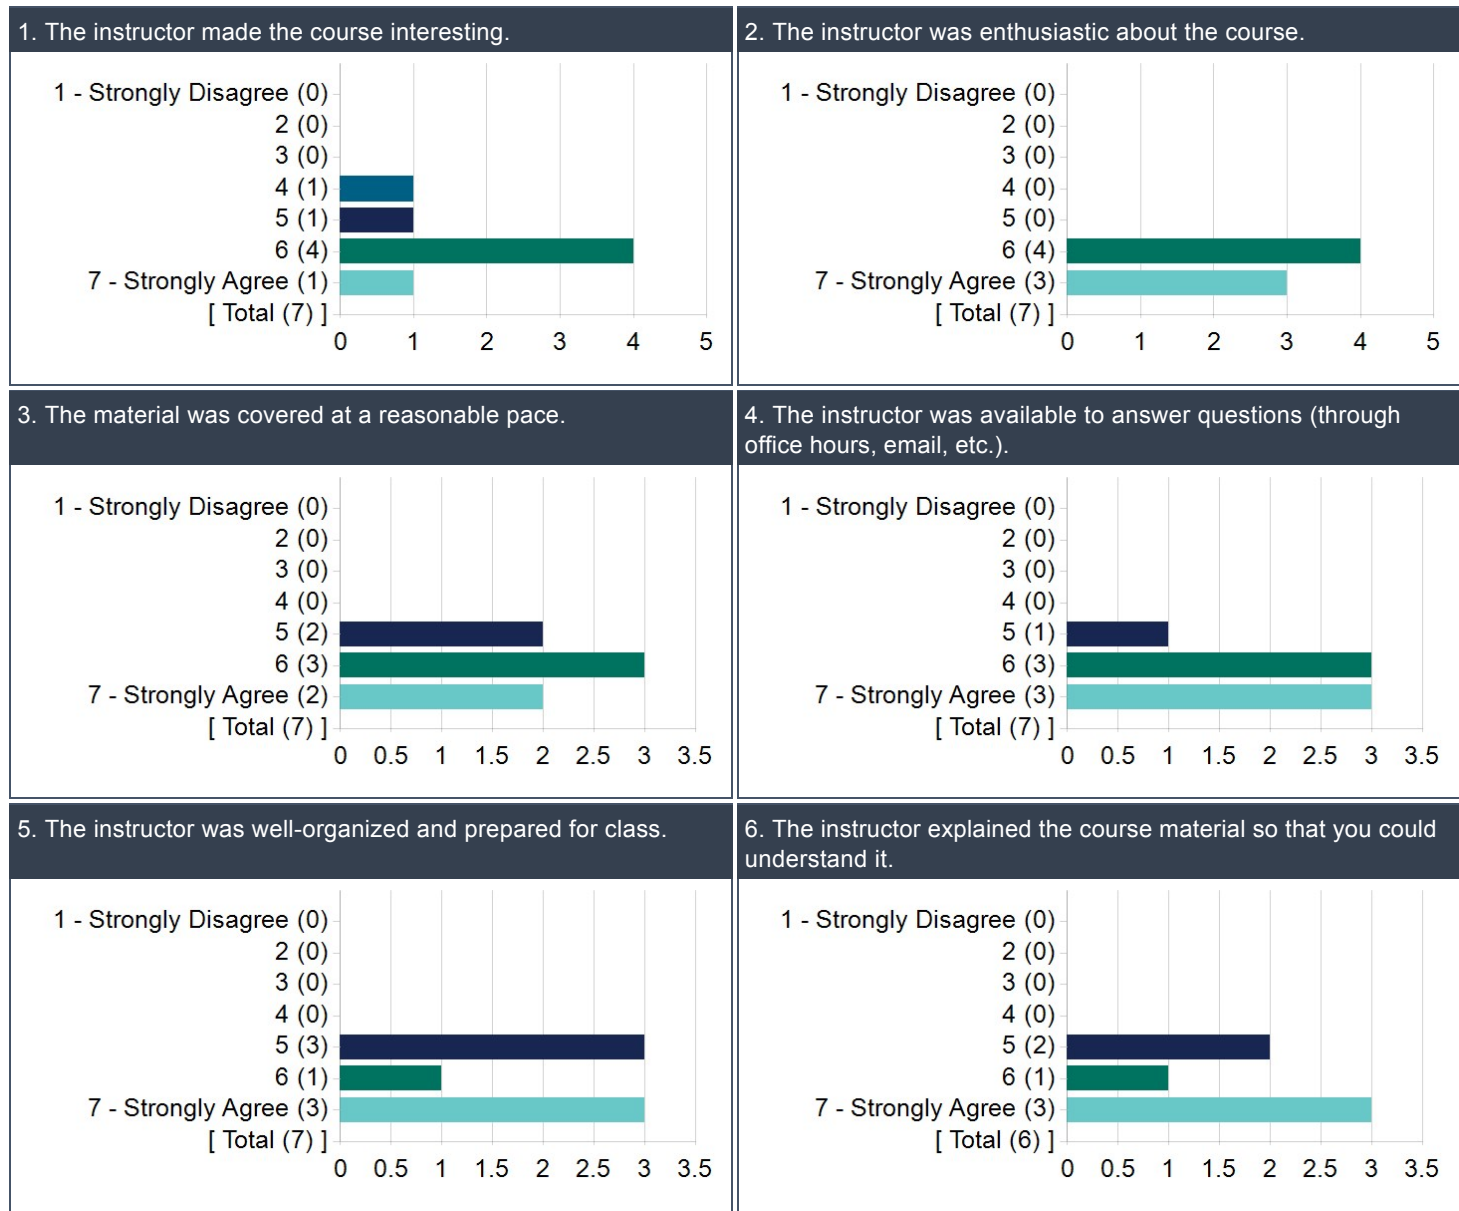 1. The instructor made the course interesting.
1 - Strongly Disagree (0)
2 (0)
3 (0)
4 (1)
5 (1)
6 (4)
7 - Strongly Agree (1)
[ Total (7) ]
0 1 2 3 4 5
2. The instructor was enthusiastic about the course.
1 - Strongly Disagree (0)
2 (0)
3 (0)
4 (0)
5 (0)
6 (4)
7 - Strongly Agree (3)
[ Total (7) ]
0 1 2 3 4 5
3. The material was covered at a reasonable pace.
1 - Strongly Disagree (0)
2 (0)
3 (0)
4 (0)
5 (2)
6 (3)
7 - Strongly Agree (2)
[ Total (7) ]
0 0.5 1 1.5 2 2.5 3 3.5
4. The instructor was available to answer questions (through
office hours, email, etc.).
1 - Strongly Disagree (0)
2 (0)
3 (0)
4 (0)
5 (1)
6 (3)
7 - Strongly Agree (3)
[ Total (7) ]
0 0.5 1 1.5 2 2.5 3 3.5
5. The instructor was well-organized and prepared for class.
1 - Strongly Disagree (0)
2 (0)
3 (0)
4 (0)
5 (3)
6 (1)
7 - Strongly Agree (3)
[ Total (7) ]
0 0.5 1 1.5 2 2.5 3 3.5
6. The instructor explained the course material so that you could
understand it.
1 - Strongly Disagree (0)
2 (0)
3 (0)
4 (0)
5 (2)
6 (1)
7 - Strongly Agree (3)
[ Total (6) ]
0 0.5 1 1.5 2 2.5 3 3.5